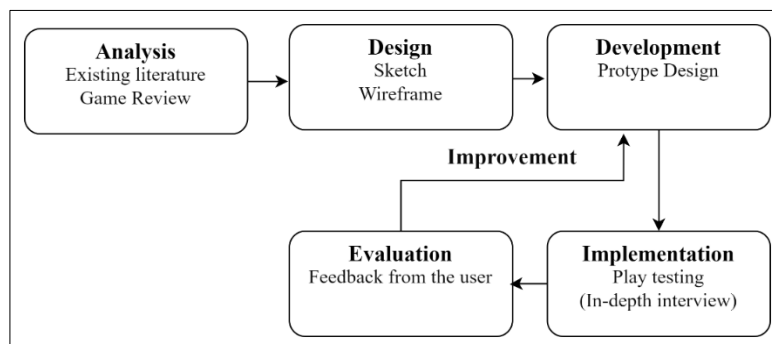 Analysis
Existing literature
Game Review
Design
Sketch
Wireframe
Development
Protype Design
Improvement
Evaluation
Feedback from the user
Implementation
Play testing
(In-depth interview)